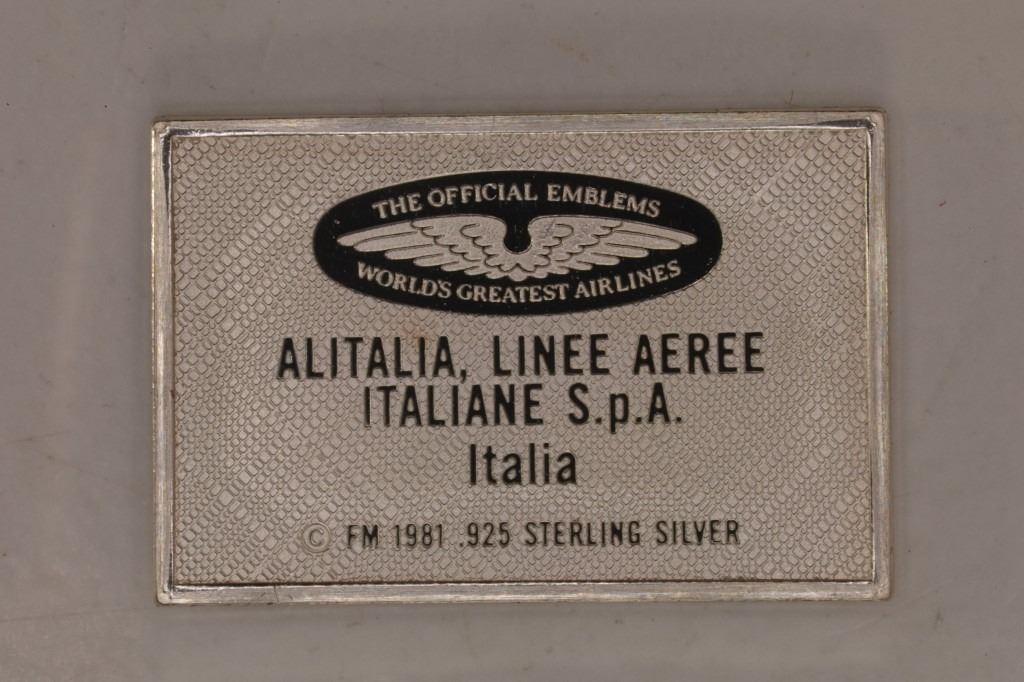 THE OFFICIAL EMBLEMS
WORLD'S GREATEST AIRLINES
ALITALIA, LINEE AEREE
ITALIANE S.p.A.
Italia
© FM 1981 .925 STERLING SILVER